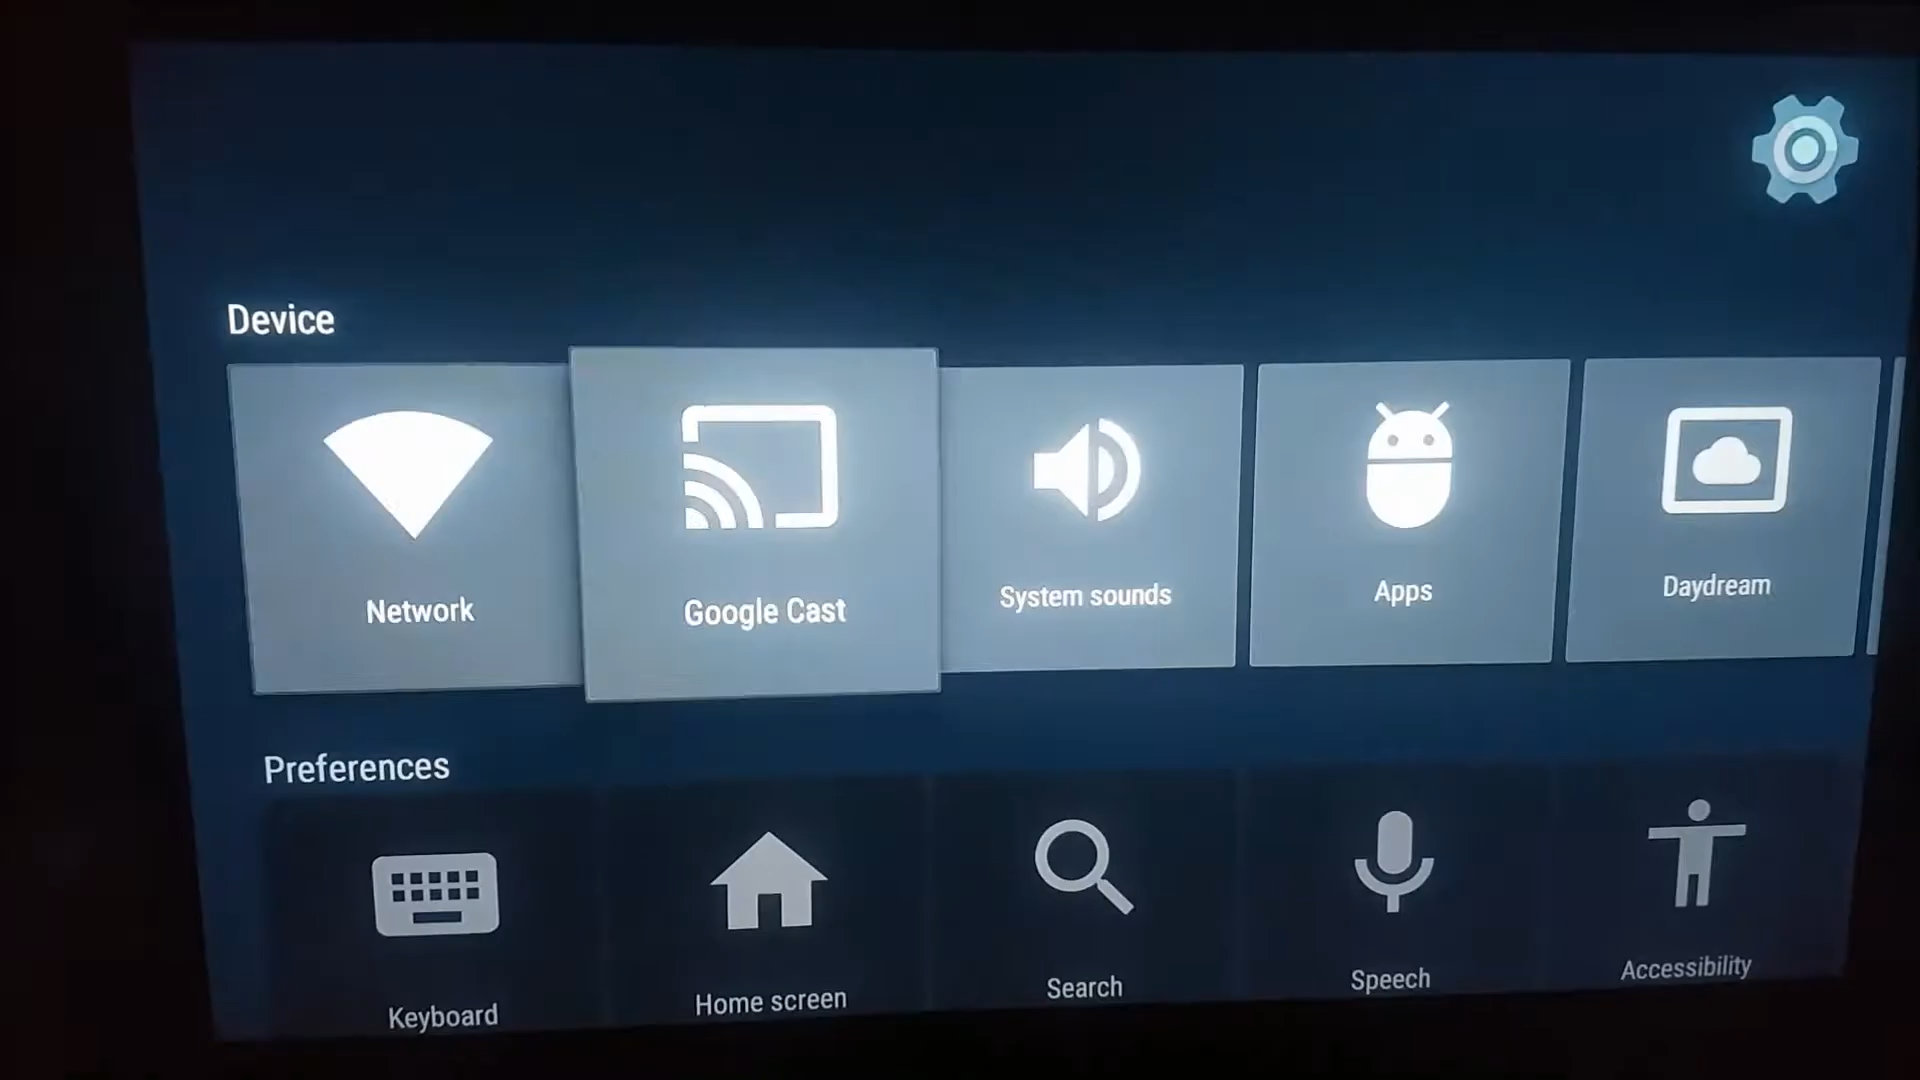 Device
Network
Google Cast
System sounds
Apps
Daydream
Preferences
Keyboard
Home screen
Search
Speech
Accessibility